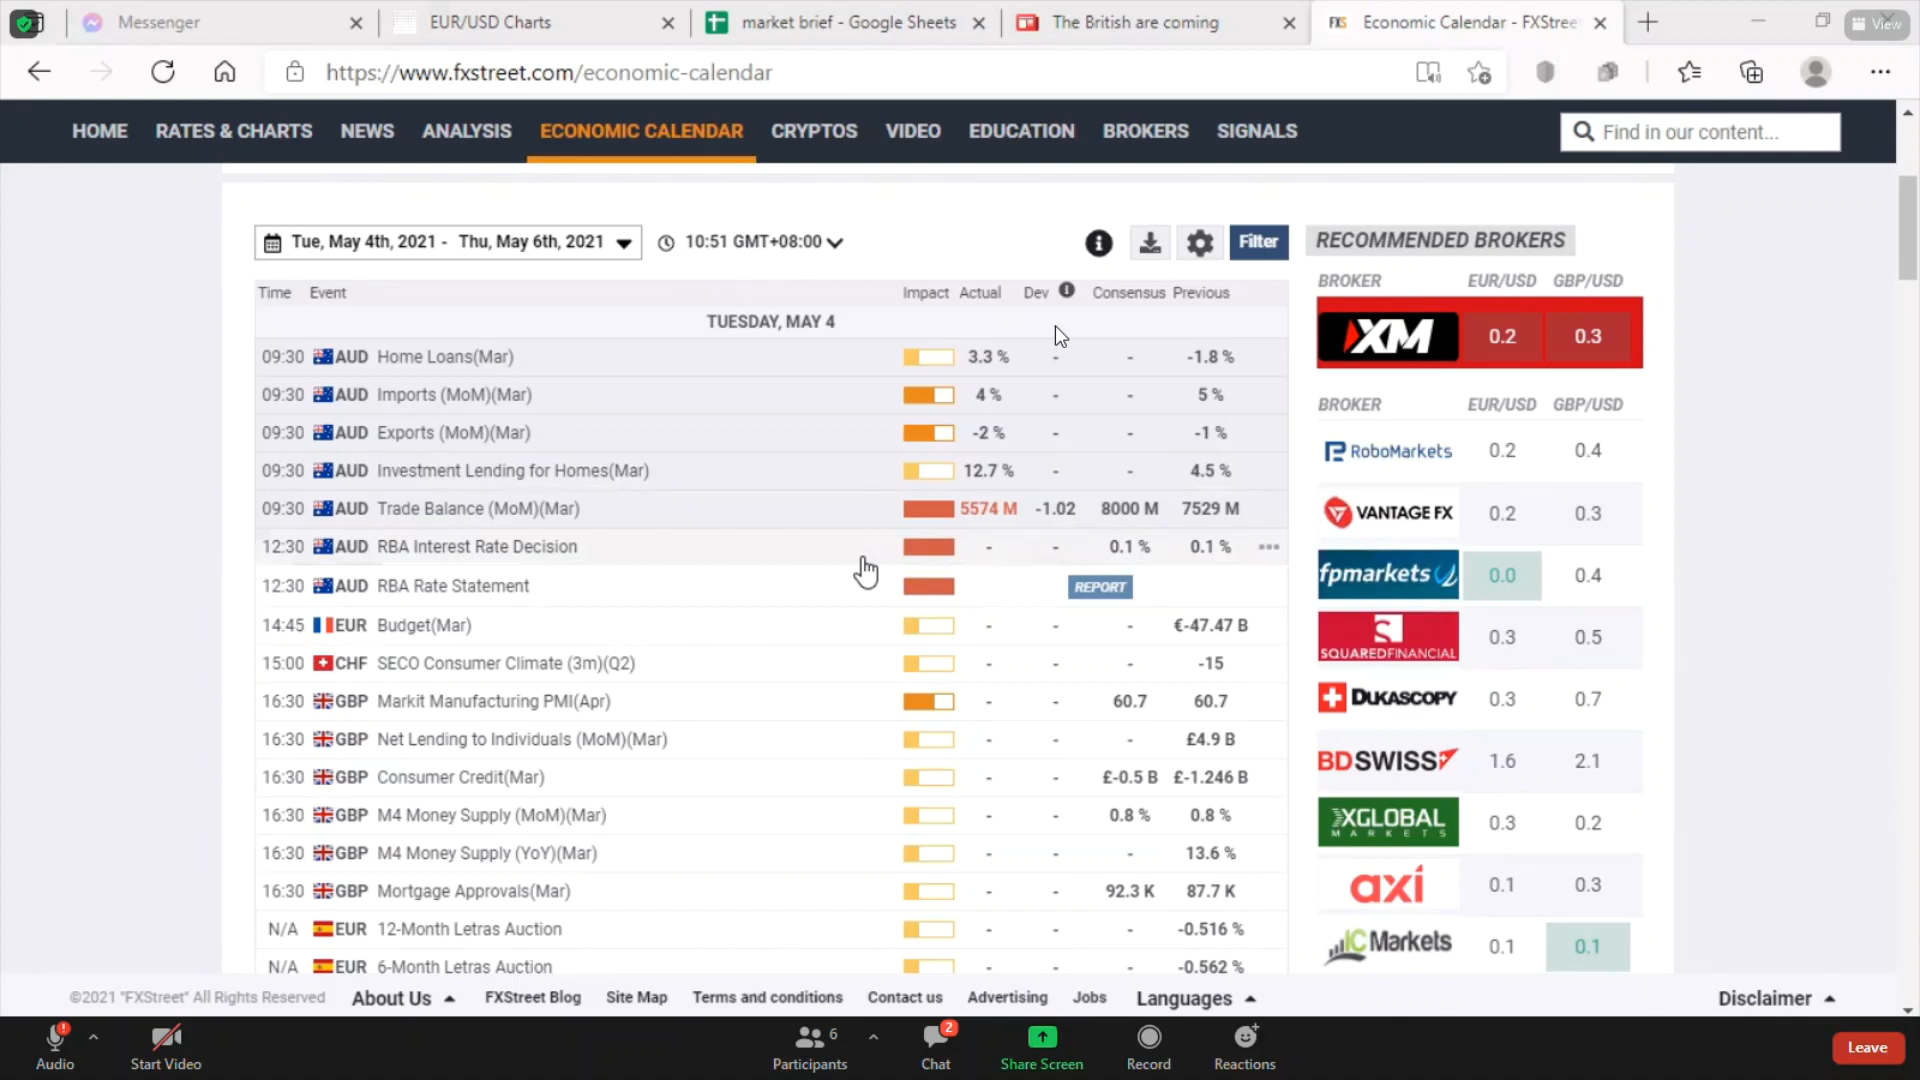 Messenger
EUR/USD Charts
market brief - Google Sheets
The British are coming
FXS Economic Calendar - FXStree
View
https://www.fxstreet.com/economic-calendar
HOME RATES & CHARTS NEWS ANALYSIS ECONOMIC CALENDAR CRYPTOS VIDEO EDUCATION BROKERS SIGNALS
Find in our content...
Tue, May 4th, 2021 - Thu, May 6th, 2021
10:51 GMT+08:00
Filter
Time Event Impact Actual Dev Consensus Previous
TUESDAY, MAY 4
09:30 AUD Home Loans(Mar) 3.3 % - - -1.8 %
09:30 AUD Imports (MoM)(Mar) 4 % - - 5 %
09:30 AUD Exports (MoM)(Mar) -2 % - - -1 %
09:30 AUD Investment Lending for Homes(Mar) 12.7 % - - 4.5 %
09:30 AUD Trade Balance (MoM)(Mar) 5574 M -1.02 8000 M 7529 M
12:30 AUD RBA Interest Rate Decision - - 0.1 % 0.1 %
12:30 AUD RBA Rate Statement REPORT
14:45 EUR Budget(Mar) - - - €-47.47 B
15:00 CHF SECO Consumer Climate (3m)(Q2) - - - -15
16:30 GBP Markit Manufacturing PMI(Apr) - - 60.7 60.7
16:30 GBP Net Lending to Individuals (MoM)(Mar) - - - £4.9 B
16:30 GBP Consumer Credit(Mar) - - £-0.5 B £-1.246 B
16:30 GBP M4 Money Supply (MoM)(Mar) - - 0.8 % 0.8 %
16:30 GBP M4 Money Supply (YoY)(Mar) - - - 13.6 %
16:30 GBP Mortgage Approvals(Mar) - - 92.3 K 87.7 K
N/A EUR 12-Month Letras Auction - - - -0.516 %
N/A EUR 6-Month Letras Auction - - - -0.562 %
RECOMMENDED BROKERS
BROKER EUR/USD GBP/USD
XM 0.2 0.3
BROKER EUR/USD GBP/USD
RoboMarkets 0.2 0.4
VANTAGE FX 0.2 0.3
fpmarkets 0.0 0.4
SQUAREDFINANCIAL 0.3 0.5
DUKASCOPY 0.3 0.7
BDSWISS 1.6 2.1
XGLOBAL MARKETS 0.3 0.2
axi 0.1 0.3
IC Markets 0.1 0.1
©2021 "FXStreet" All Rights Reserved About Us FXStreet Blog Site Map Terms and conditions Contact us Advertising Jobs Languages Disclaimer
Audio
Start Video
6
Participants
2
Chat
Share Screen
Record
Reactions
Leave